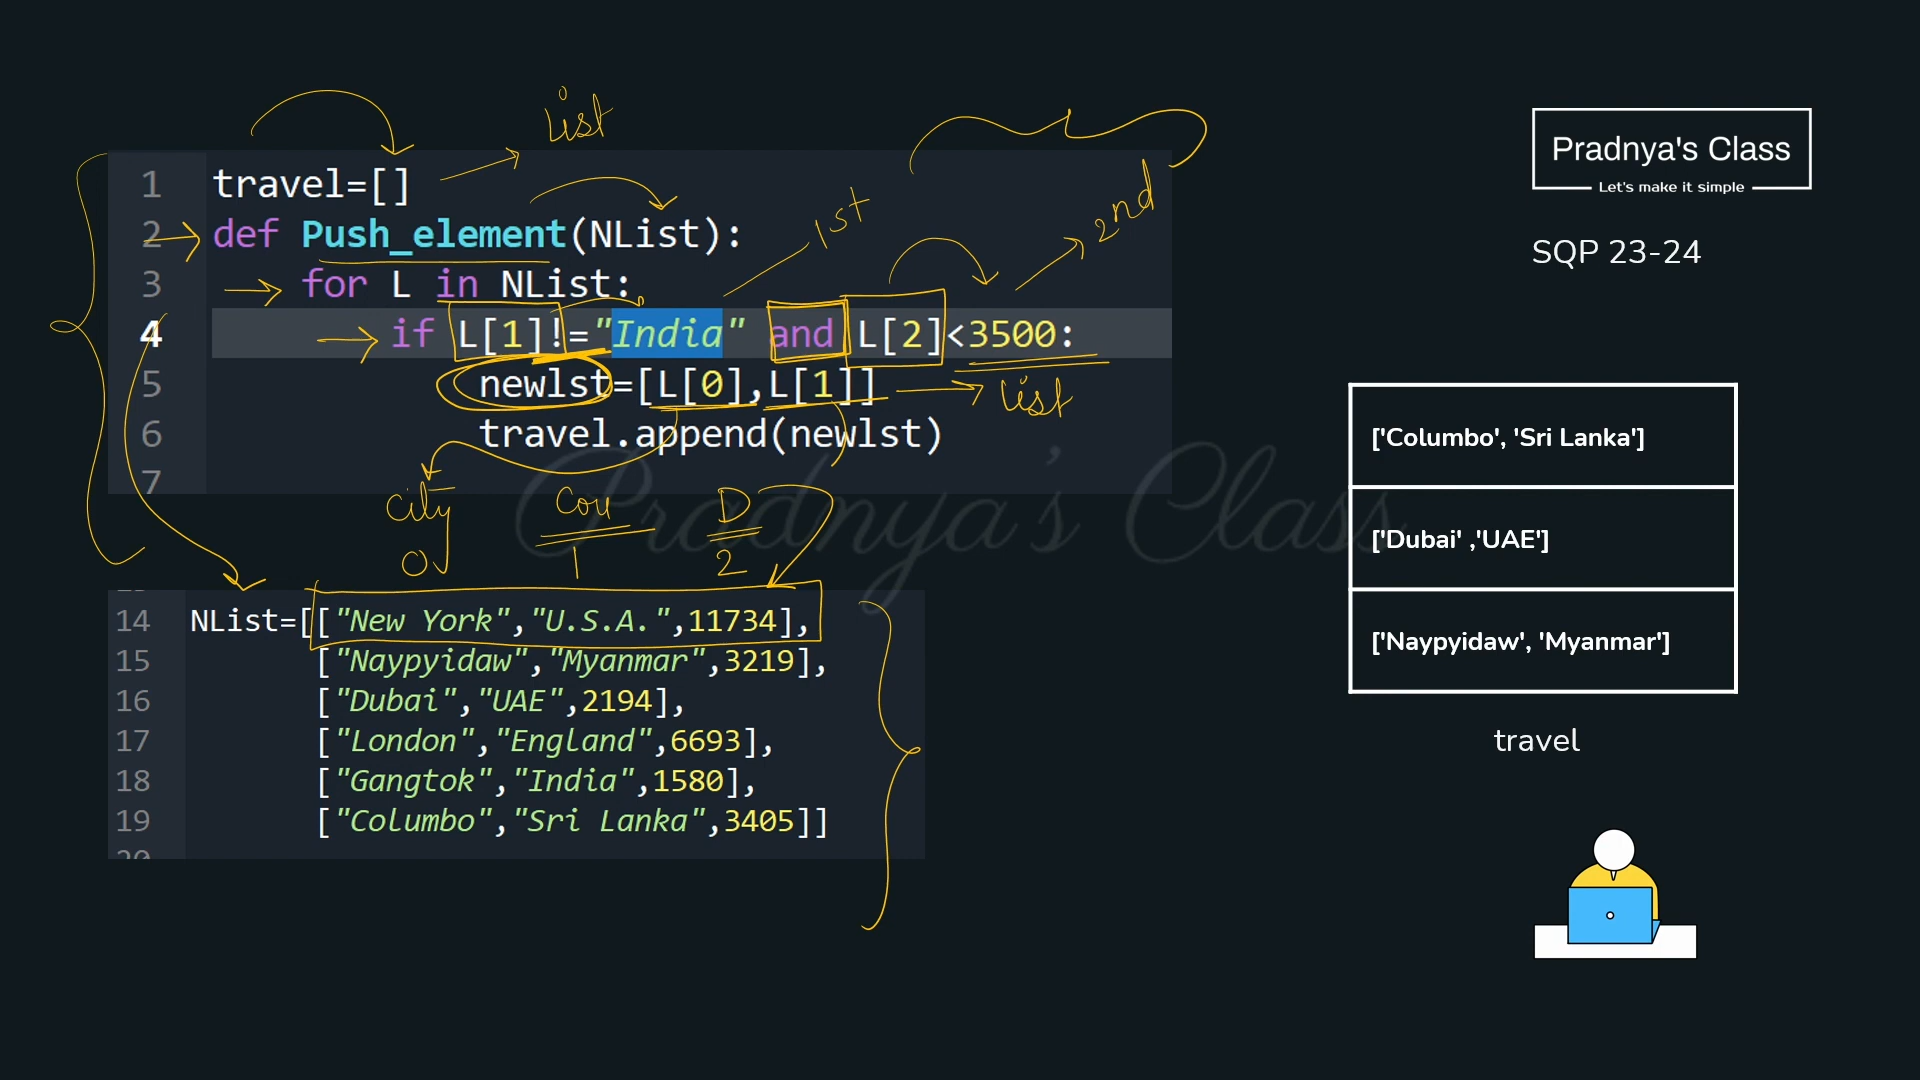 list
1 travel=[]
2 def Push_element(NList):
3 for L in NList:
1st
2nd
4 if L[1]!="India" and L[2]<3500:
5 newlst=[L[0],L[1]]
list
6 travel.append(newlst)
7
city Cou D
0 1 2
14 NList=[["New York","U.S.A.",11734],
15 ["Naypyidaw","Myanmar",3219],
16 ["Dubai","UAE",2194],
17 ["London","England",6693],
18 ["Gangtok","India",1580],
19 ["Columbo","Sri Lanka",3405]]
20
Pradnya's Class
Pradnya's Class
Let's make it simple
SQP 23-24
['Columbo', 'Sri Lanka']
['Dubai' ,'UAE']
['Naypyidaw', 'Myanmar']
travel